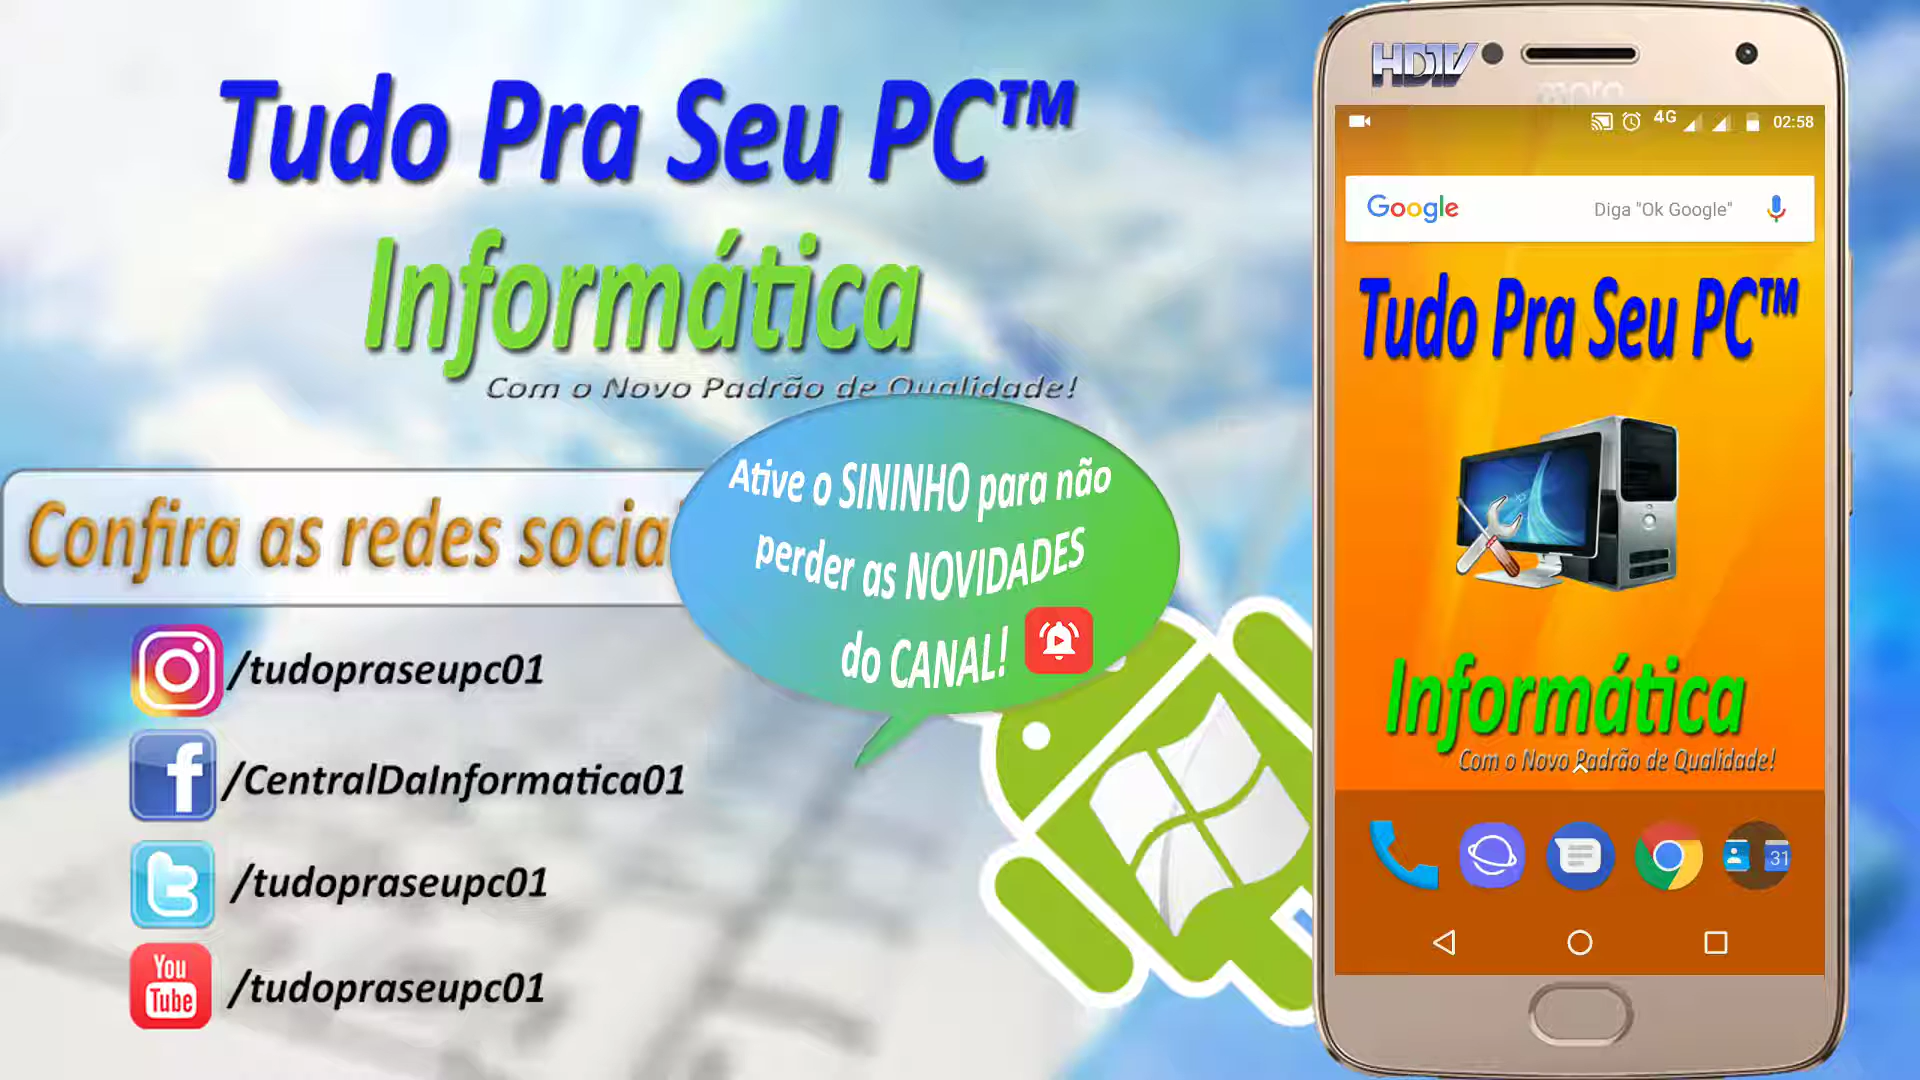 Tudo Pra Seu PC™
Informática
Com o Novo Padrão de Qualidade!
Confira as redes socia
Ative o SININHO para não
perder as NOVIDADES
do CANAL!
/tudopraseupc01
/CentralDaInformatica01
/tudopraseupc01
You
Tube
/tudopraseupc01
HDTV
4G
02:58
Google
Diga "Ok Google"
Tudo Pra Seu PC™
Informática
Com o Novo Padrão de Qualidade!
31